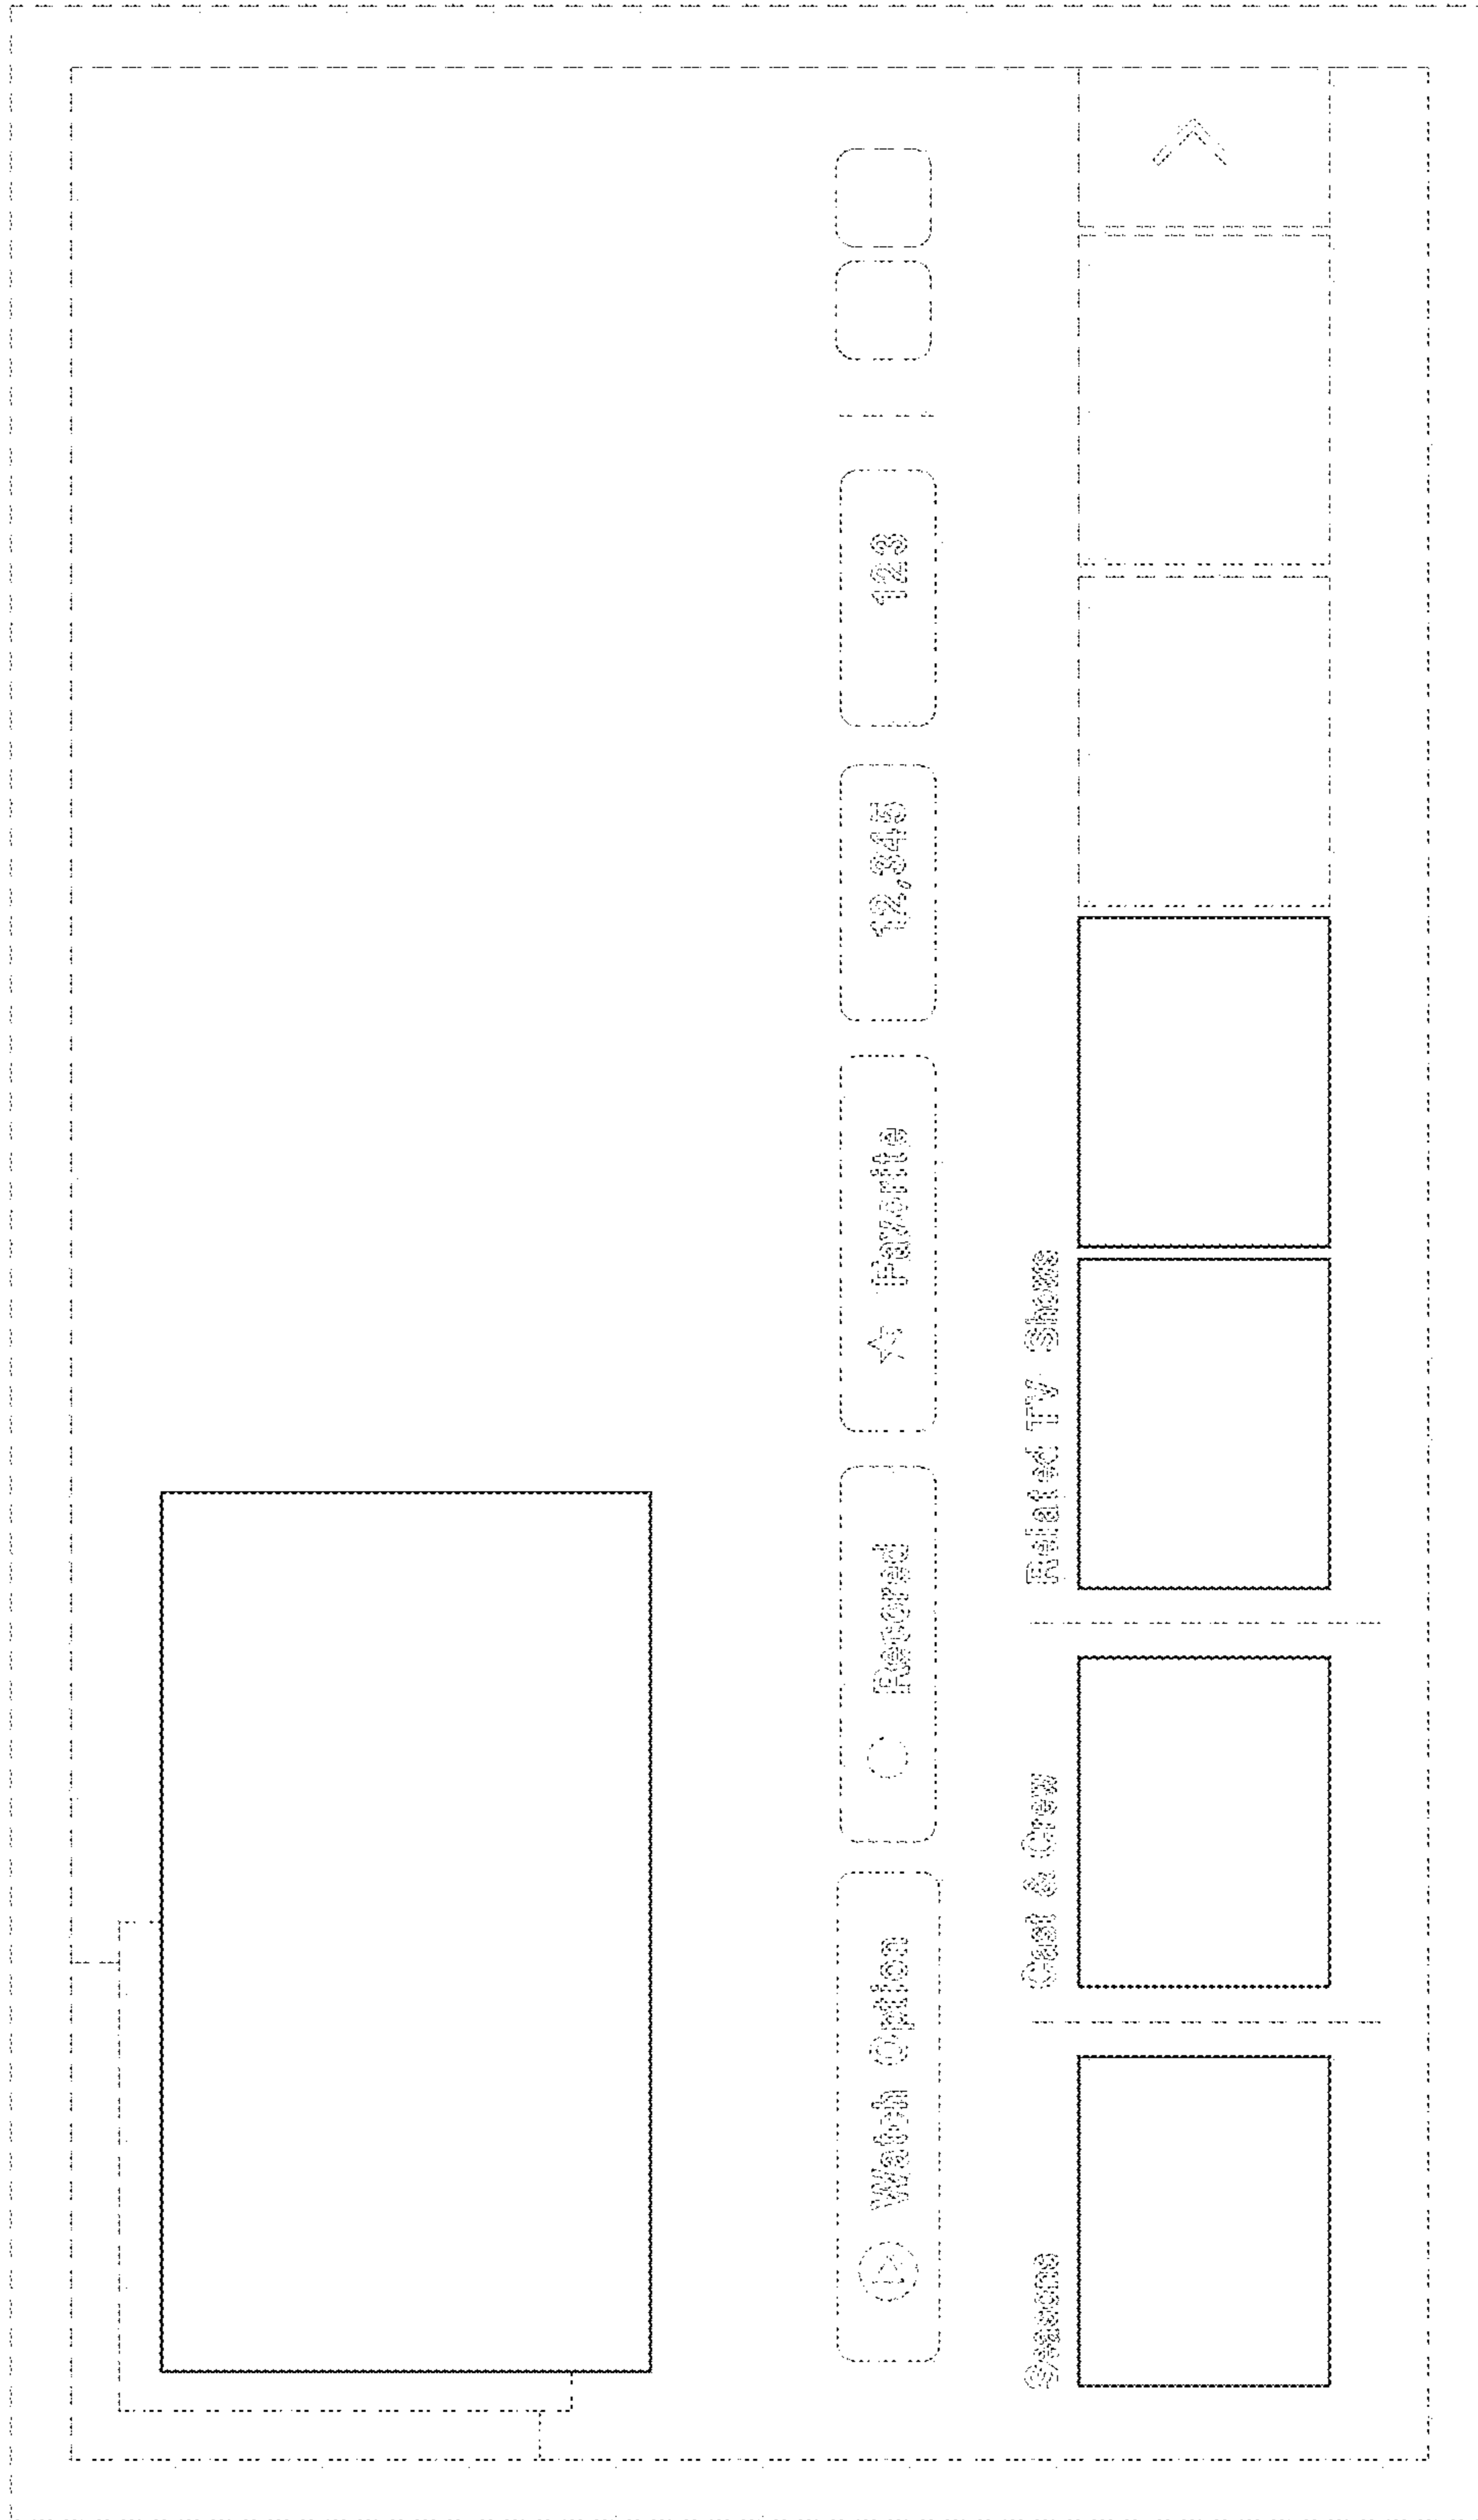 Watch Option
Record
Favorite
12,345
123
Seasons
Cast & Crew
Related TV Shows